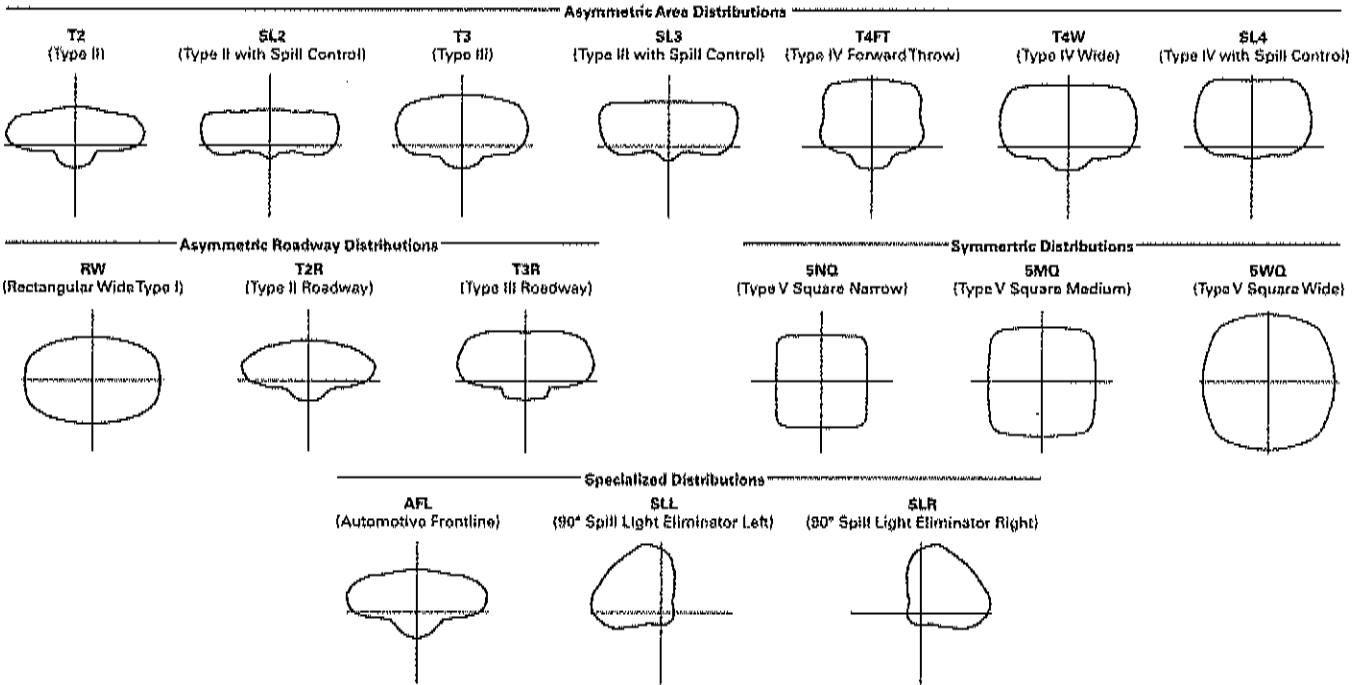 Asymmetric Area Distributions
T2
(Type II)
SL2
(Type II with Spill Control)
T3
(Type III)
SL3
(Type III with Spill Control)
T4FT
(Type IV Forward Throw)
T4W
(Type IV Wide)
SL4
(Type IV with Spill Control)
Asymmetric Roadway Distributions
RW
(Rectangular Wide Type I)
T2R
(Type II Roadway)
T3R
(Type III Roadway)
Symmertric Distributions
5NQ
(Type V Square Narrow)
5MQ
(Type V Square Medium)
5WQ
(Type V Square Wide)
Specialized Distributions
AFL
(Automotive Frontline)
SLL
(90° Spill Light Eliminator Left)
SLR
(90° Spill Light Eliminator Right)